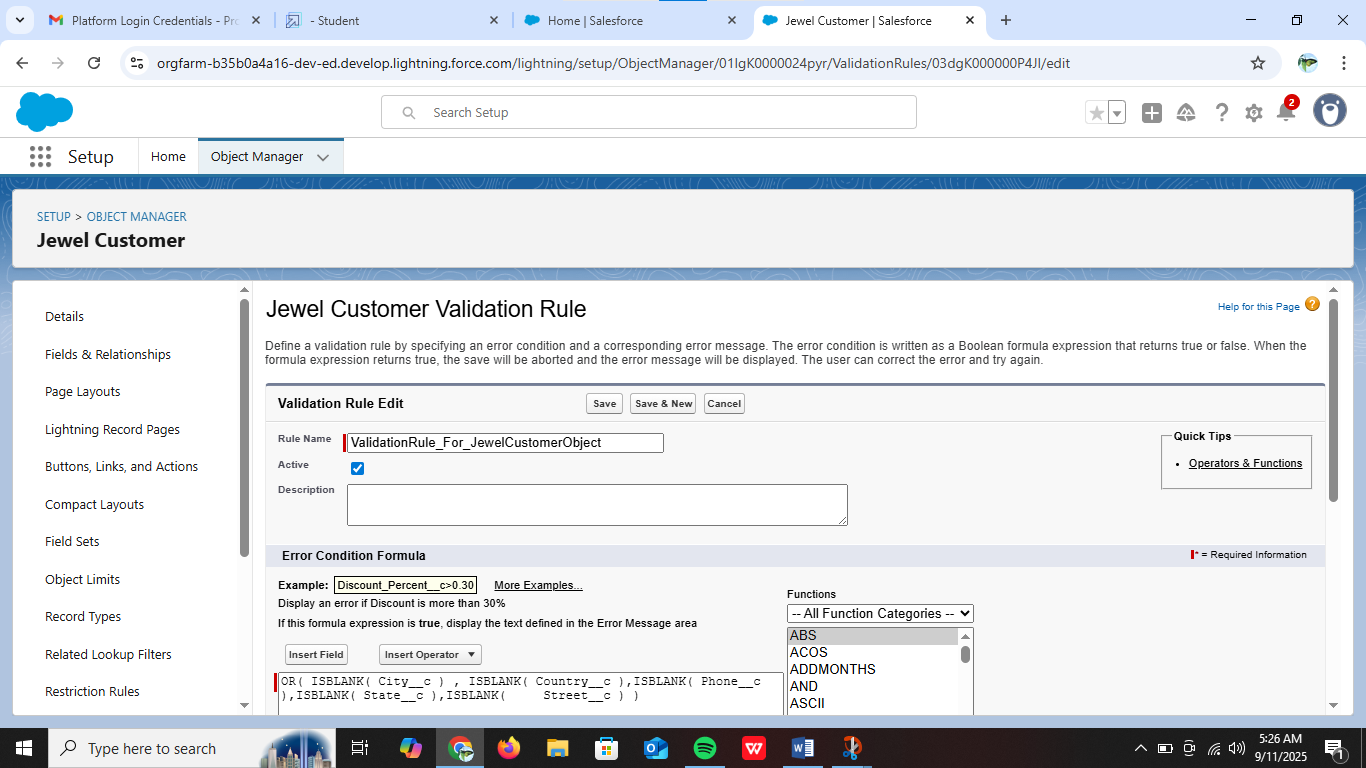 Platform Login Credentials - Pro
- Student
Home | Salesforce
Jewel Customer | Salesforce
orgfarm-b35b0a4a16-dev-ed.develop.lightning.force.com/lightning/setup/ObjectManager/01IgK0000024pyr/ValidationRules/03dgK000000P4JI/edit
Search Setup
2
Setup
Home
Object Manager
SETUP > OBJECT MANAGER
Jewel Customer
Details
Fields & Relationships
Page Layouts
Lightning Record Pages
Buttons, Links, and Actions
Compact Layouts
Field Sets
Object Limits
Record Types
Related Lookup Filters
Restriction Rules
Jewel Customer Validation Rule
Help for this Page
Define a validation rule by specifying an error condition and a corresponding error message. The error condition is written as a Boolean formula expression that returns true or false. When the
formula expression returns true, the save will be aborted and the error message will be displayed. The user can correct the error and try again.
Validation Rule Edit
Save
Save & New
Cancel
Rule Name
ValidationRule_For_JewelCustomerObject
Active
Description
Quick Tips
• Operators & Functions
Error Condition Formula
* = Required Information
Example:
Discount_Percent__c>0.30
More Examples...
Display an error if Discount is more than 30%
If this formula expression is true, display the text defined in the Error Message area
Insert Field
Insert Operator
OR( ISBLANK( City__c ) , ISBLANK( Country__c ),ISBLANK( Phone__c
),ISBLANK( State__c ),ISBLANK(     Street__c ) )
Functions
-- All Function Categories --
ABS
ACOS
ADDMONTHS
AND
ASCII
Type here to search
5:26 AM
9/11/2025
1